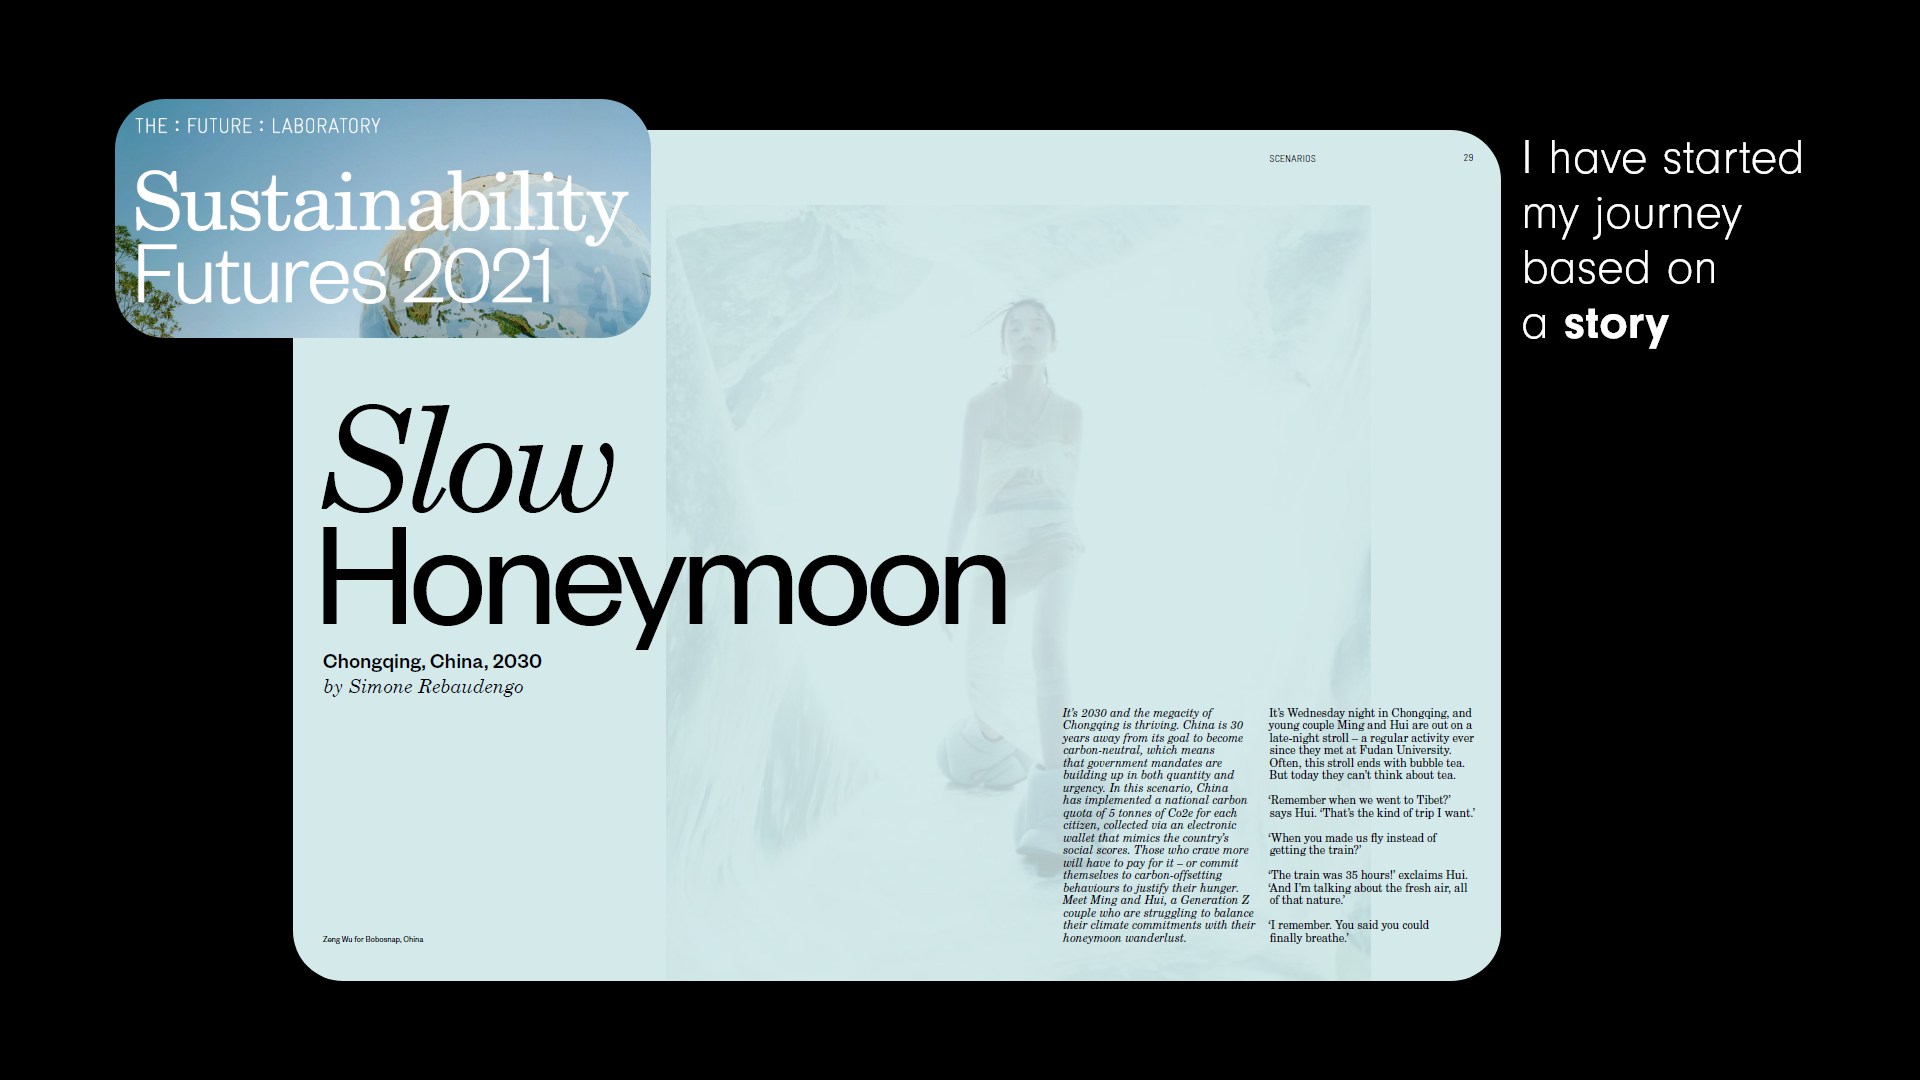 THE : FUTURE : LABORATORY
Sustainability
Futures 2021
SCENARIOS
29
I have started
my journey
based on
a story
Slow
Honeymoon
Chongqing, China, 2030
by Simone Rebaudengo
It's 2030 and the megacity of
Chongqing is thriving. China is 30
years away from its goal to become
carbon-neutral, which means
that government mandates are
building up in both quantity and
urgency. In this scenario, China
has implemented a national carbon
quota of 5 tonnes of Co2e for each
citizen, collected via an electronic
wallet that mimics the country's
social scores. Those who crave more
will have to pay for it – or commit
themselves to carbon-offsetting
behaviours to justify their hunger.
Meet Ming and Hui, a Generation Z
couple who are struggling to balance
their climate commitments with their
honeymoon wanderlust.
It's Wednesday night in Chongqing, and
young couple Ming and Hui are out on a
late-night stroll – a regular activity ever
since they met at Fudan University.
Often, this stroll ends with bubble tea.
But today they can't think about tea.
'Remember when we went to Tibet?'
says Hui. 'That's the kind of trip I want.'
'When you made us fly instead of
getting the train?'
'The train was 35 hours!' exclaims Hui.
'And I'm talking about the fresh air, all
of that nature.'
'I remember. You said you could
finally breathe.'
Zeng Wu for Bobosnap, China